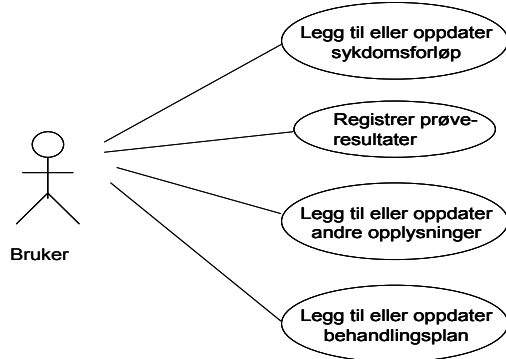 Legg til eller oppdater
sykdomsforløp
Registrer prøve-
resultater
Legg til eller oppdater
andre opplysninger
Bruker
Legg til eller oppdater
behandlingsplan